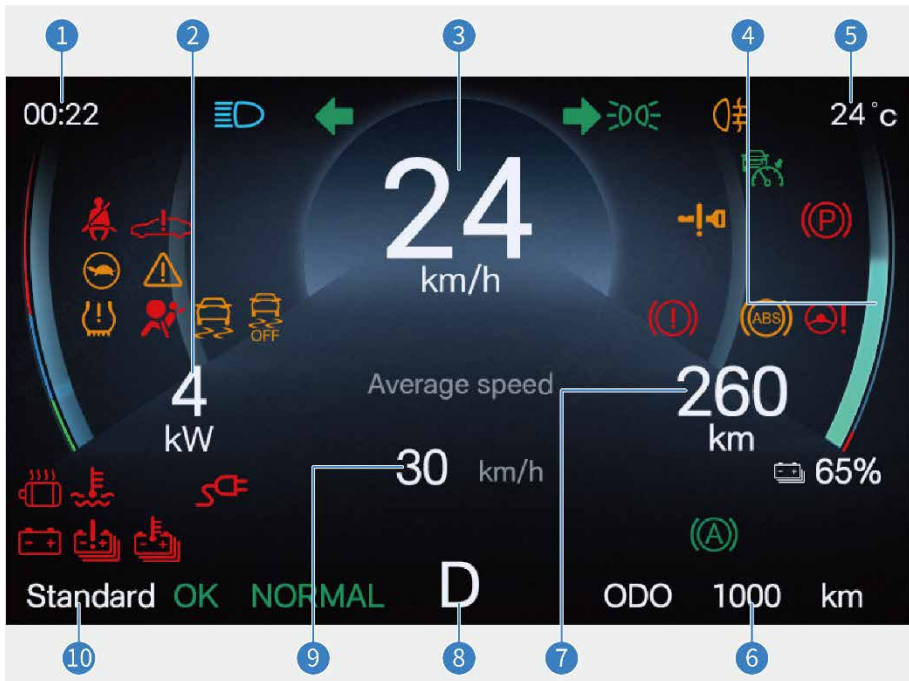 1 2 3 4 5
00:22 24°c
24
km/h
(P)
(!) (!) ABS !
OFF
4 Average speed 260
kW km
30 km/h 65%
(A)
Standard OK NORMAL D ODO 1000 km
10 9 8 7 6